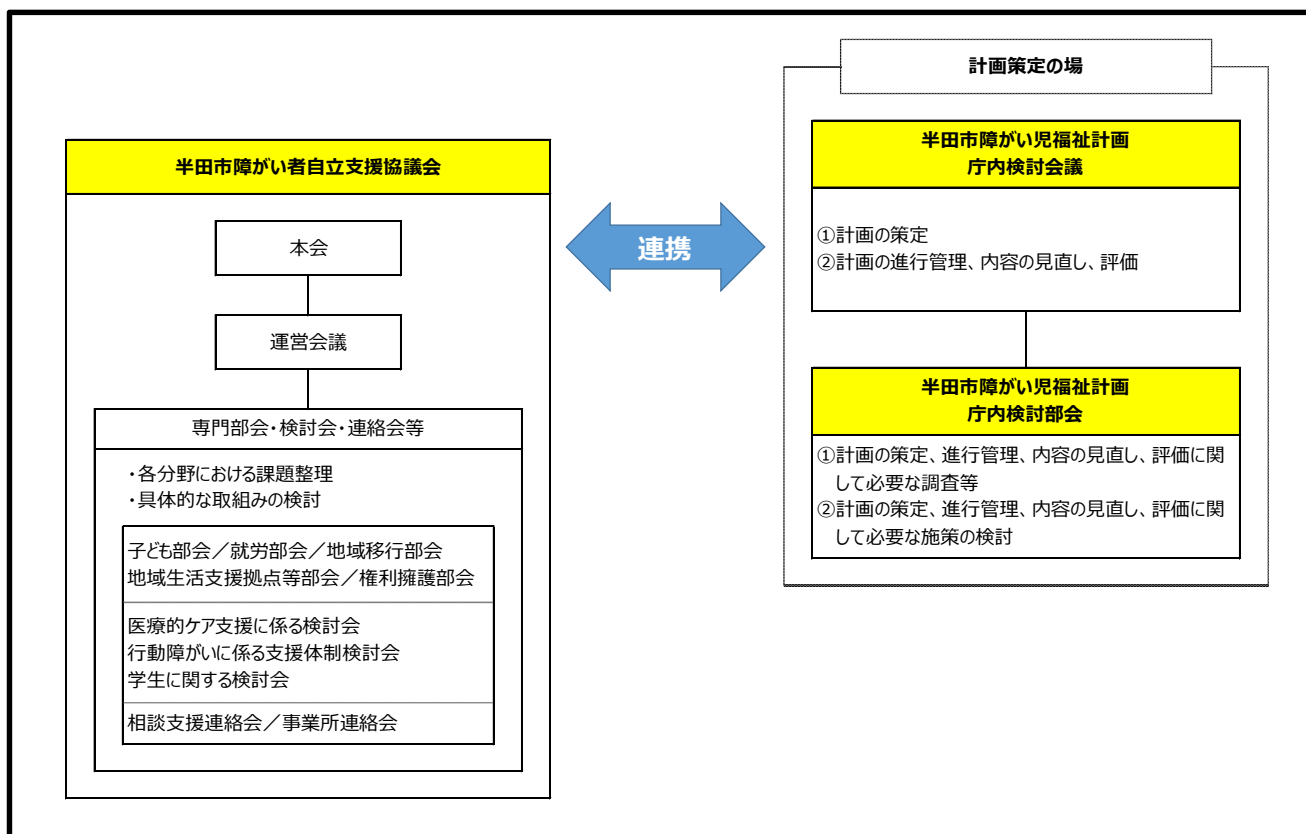 半田市障がい者自立支援協議会
本会
運営会議
専門部会・検討会・連絡会等
・各分野における課題整理
・具体的な取組みの検討
子ども部会／就労部会／地域移行部会
地域生活支援拠点等部会／権利擁護部会
医療的ケア支援に係る検討会
行動障がいに係る支援体制検討会
学生に関する検討会
相談支援連絡会／事業所連絡会
連携
計画策定の場
半田市障がい児福祉計画
庁内検討会議
①計画の策定
②計画の進行管理、内容の見直し、評価
半田市障がい児福祉計画
庁内検討部会
①計画の策定、進行管理、内容の見直し、評価に関
して必要な調査等
②計画の策定、進行管理、内容の見直し、評価に関
して必要な施策の検討